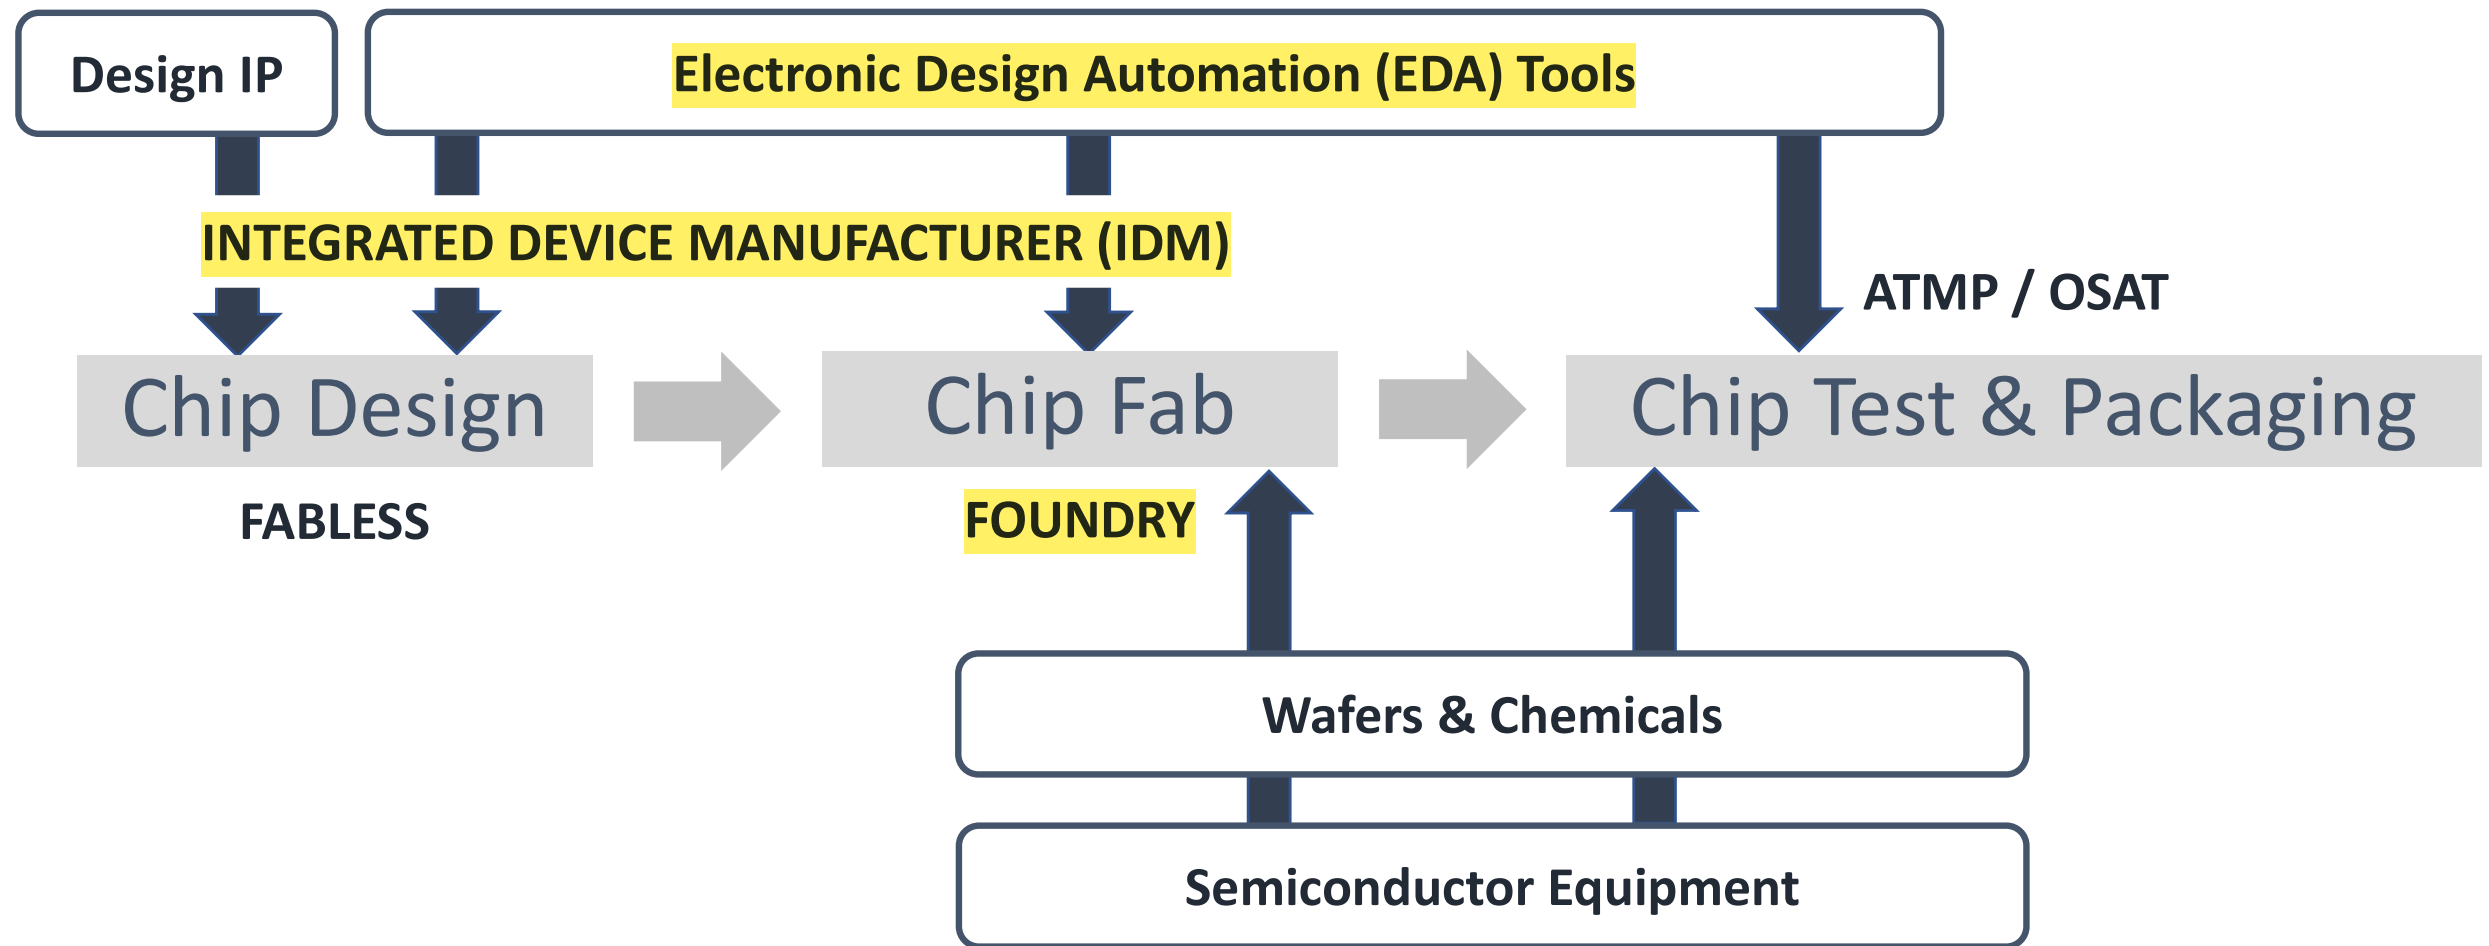 Design IP
Electronic Design Automation (EDA) Tools
INTEGRATED DEVICE MANUFACTURER (IDM)
ATMP / OSAT
Chip Design
Chip Fab
Chip Test & Packaging
FABLESS
FOUNDRY
Wafers & Chemicals
Semiconductor Equipment